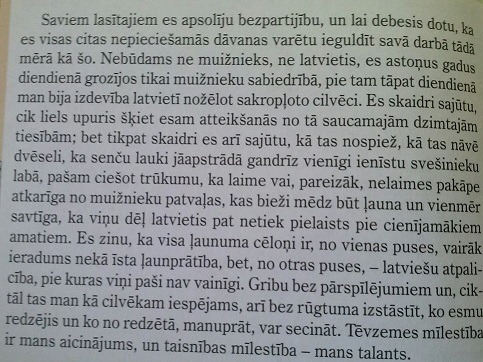 Saviem lasītajiem es apsolīju bezpartijību, un lai debesis dotu, ka
es visas citas nepieciešamās dāvanas varētu ieguldīt savā darbā tādā
mērā kā šo. Nebūdams ne muižnieks, ne latvietis, es astoņus gadus
diendienā grozījos tikai muižnieku sabiedrībā, pie tam tāpat diendienā
man bija izdevība latvietī nožēlot sakropļoto cilvēci. Es skaidri sajūtu,
cik liels upuris šķiet esam atteikšanās no tā saucamajām dzimtajām
tiesībām; bet tikpat skaidri es arī sajūtu, kā tas nospiež, kā tas nāvē
dvēseli, ka senču lauki jāapstrādā gandrīz vienīgi ienīstu svešinieku
labā, pašam ciešot trūkumu, ka laime vai, pareizāk, nelaimes pakāpe
atkarīga no muižnieku patvaļas, kas bieži mēdz būt ļauna un vienmēr
savtīga, ka viņu dēļ latvietis pat netiek pielaists pie cienījamākiem
amatiem. Es zinu, ka visa ļaunuma cēloņi ir, no vienas puses, vairāk
ieradums nekā īsta ļaunprātība, bet, no otras puses, – latviešu atpali-
cība, pie kuras viņi paši nav vainīgi. Gribu bez pārspīlējumiem un, cik-
tāl tas man kā cilvēkam iespējams, arī bez rūgtuma izstāstīt, ko esmu
redzējis un ko no redzētā, manuprāt, var secināt. Tēvzemes mīlestība
ir mans aicinājums, un taisnības mīlestība – mans talants.